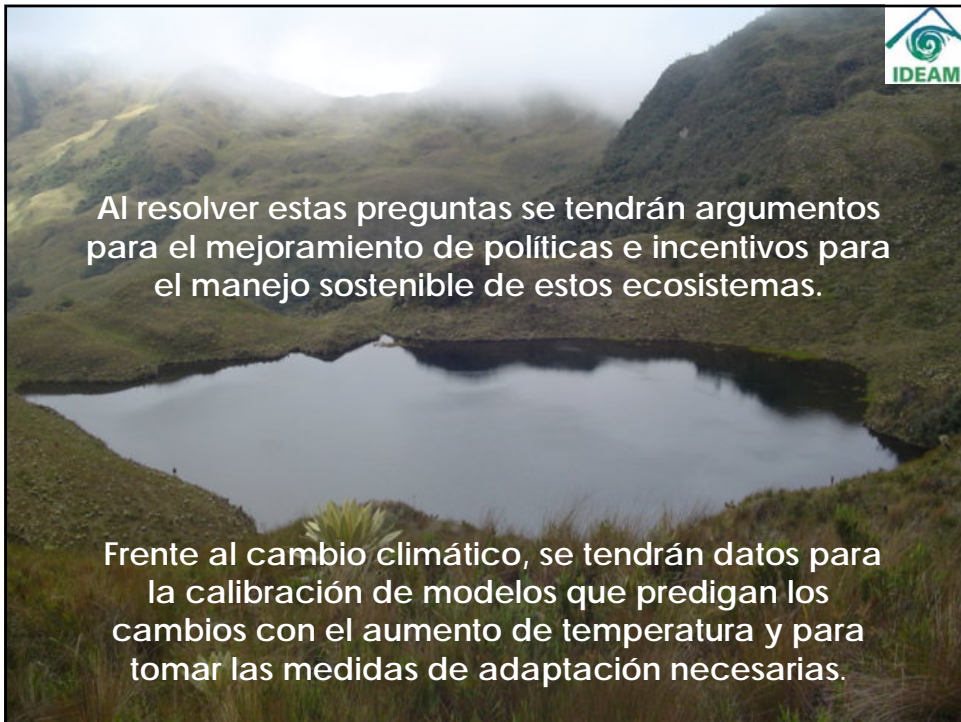 IDEAM
Al resolver estas preguntas se tendrán argumentos
para el mejoramiento de políticas e incentivos para
el manejo sostenible de estos ecosistemas.
Frente al cambio climático, se tendrán datos para
la calibración de modelos que predigan los
cambios con el aumento de temperatura y para
tomar las medidas de adaptación necesarias.